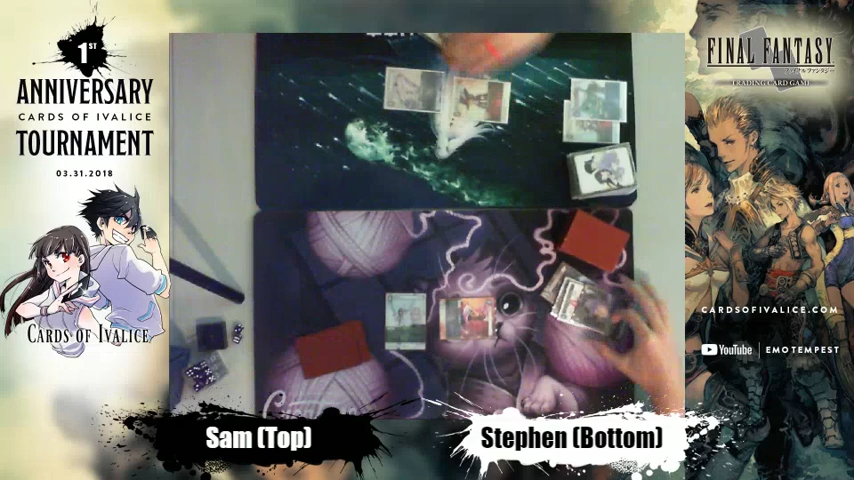 1ST
ANNIVERSARY
CARDS OF IVALICE
TOURNAMENT
03.31.2018
CARDS OF IVALICE
FINAL FANTASY
TRADING CARD GAME
CARDSOFIVALICE.COM
YouTube | EMOTEMPEST
Sam (Top)
Stephen (Bottom)